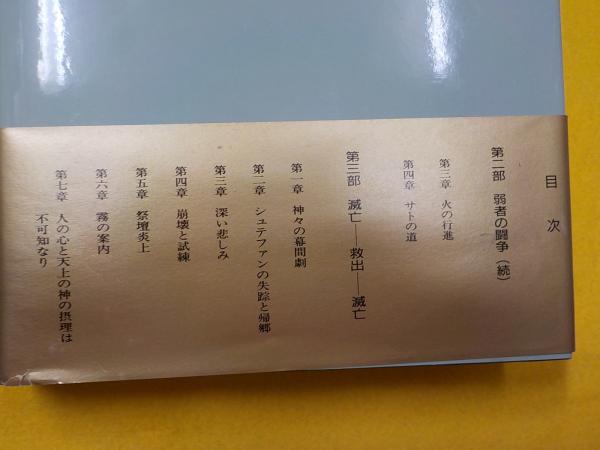 目次
第二部 弱者の闘争（続）
第三章 火の行進
第四章 サトの道
第三部 滅亡――救出――滅亡
第一章 神々の幕間劇
第二章 シュテファンの失踪と帰郷
第三章 深い悲しみ
第四章 崩壊と試練
第五章 祭壇炎上
第六章 霧の案内
第七章 人の心と天上の神の摂理は
不可知なり